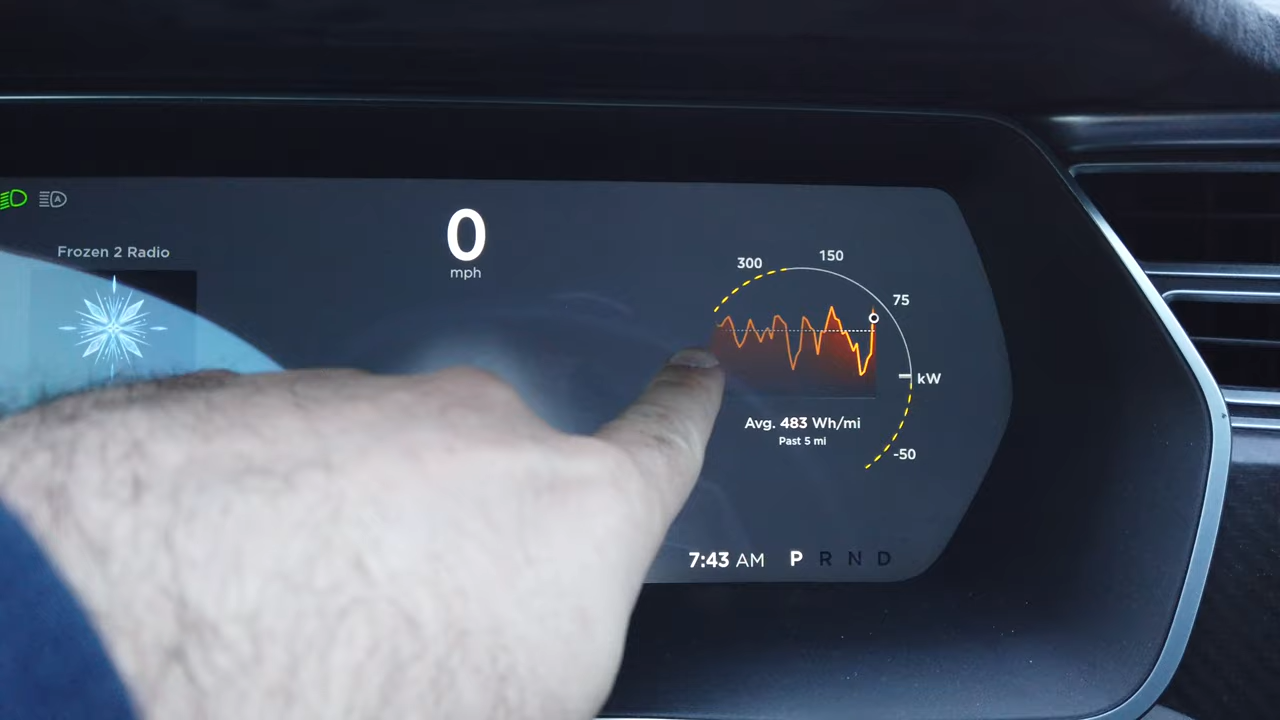 Frozen 2 Radio
0
mph
300
150
75
kW
-50
Avg. 483 Wh/mi
Past 5 mi
7:43 AM P R N D